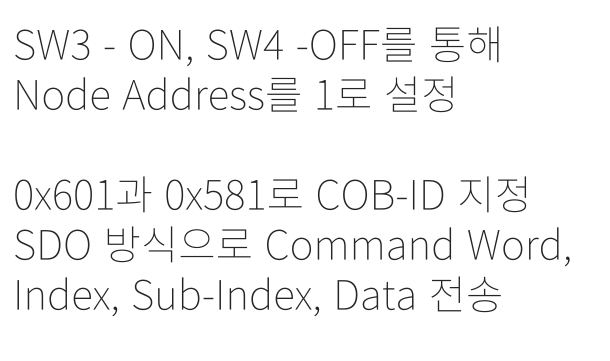 SW3 - ON, SW4 -OFF를 통해
Node Address를 1로 설정
0x601과 0x581로 COB-ID 지정
SDO 방식으로 Command Word,
Index, Sub-Index, Data 전송